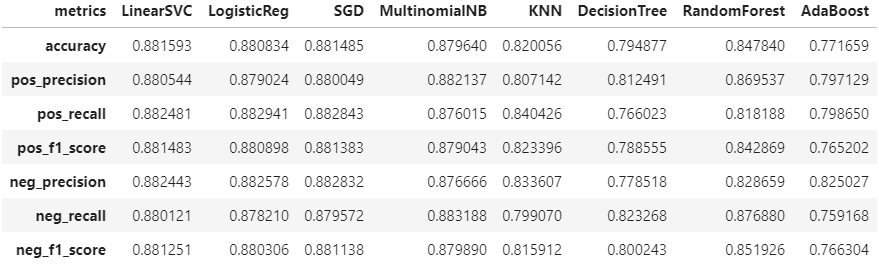 metrics LinearSVC LogisticReg SGD MultinomialNB KNN DecisionTree RandomForest AdaBoost
accuracy 0.881593 0.880834 0.881485 0.879640 0.820056 0.794877 0.847840 0.771659
pos_precision 0.880544 0.879024 0.880049 0.882137 0.807142 0.812491 0.869537 0.797129
pos_recall 0.882481 0.882941 0.882843 0.876015 0.840426 0.766023 0.818188 0.798650
pos_f1_score 0.881483 0.880898 0.881383 0.879043 0.823396 0.788555 0.842869 0.765202
neg_precision 0.882443 0.882578 0.882832 0.876666 0.833607 0.778518 0.828659 0.825027
neg_recall 0.880121 0.878210 0.879572 0.883188 0.799070 0.823268 0.876880 0.759168
neg_f1_score 0.881251 0.880306 0.881138 0.879890 0.815912 0.800243 0.851926 0.766304